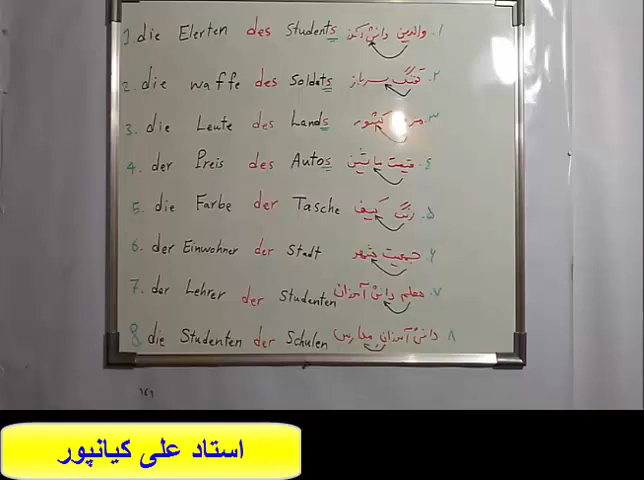 1. die Elerten des Students والدین دانش آموز .۱
2. die waffe des Soldats تفنگ سرباز .۲
3. die Leute des Lands کشور .۳
4. der Preis des Autos قیمت ماشین .٤
5. die Farbe der Tasche رنگ کیف .۵
6. der Einwohner der Stadt جمعیت شهر .۶
7. der Lehrer der Studenten معلم دانش آموزان .۷
8. die Studenten der Schulen دانش آموزان مدارس .۸
استاد علی کیانپور